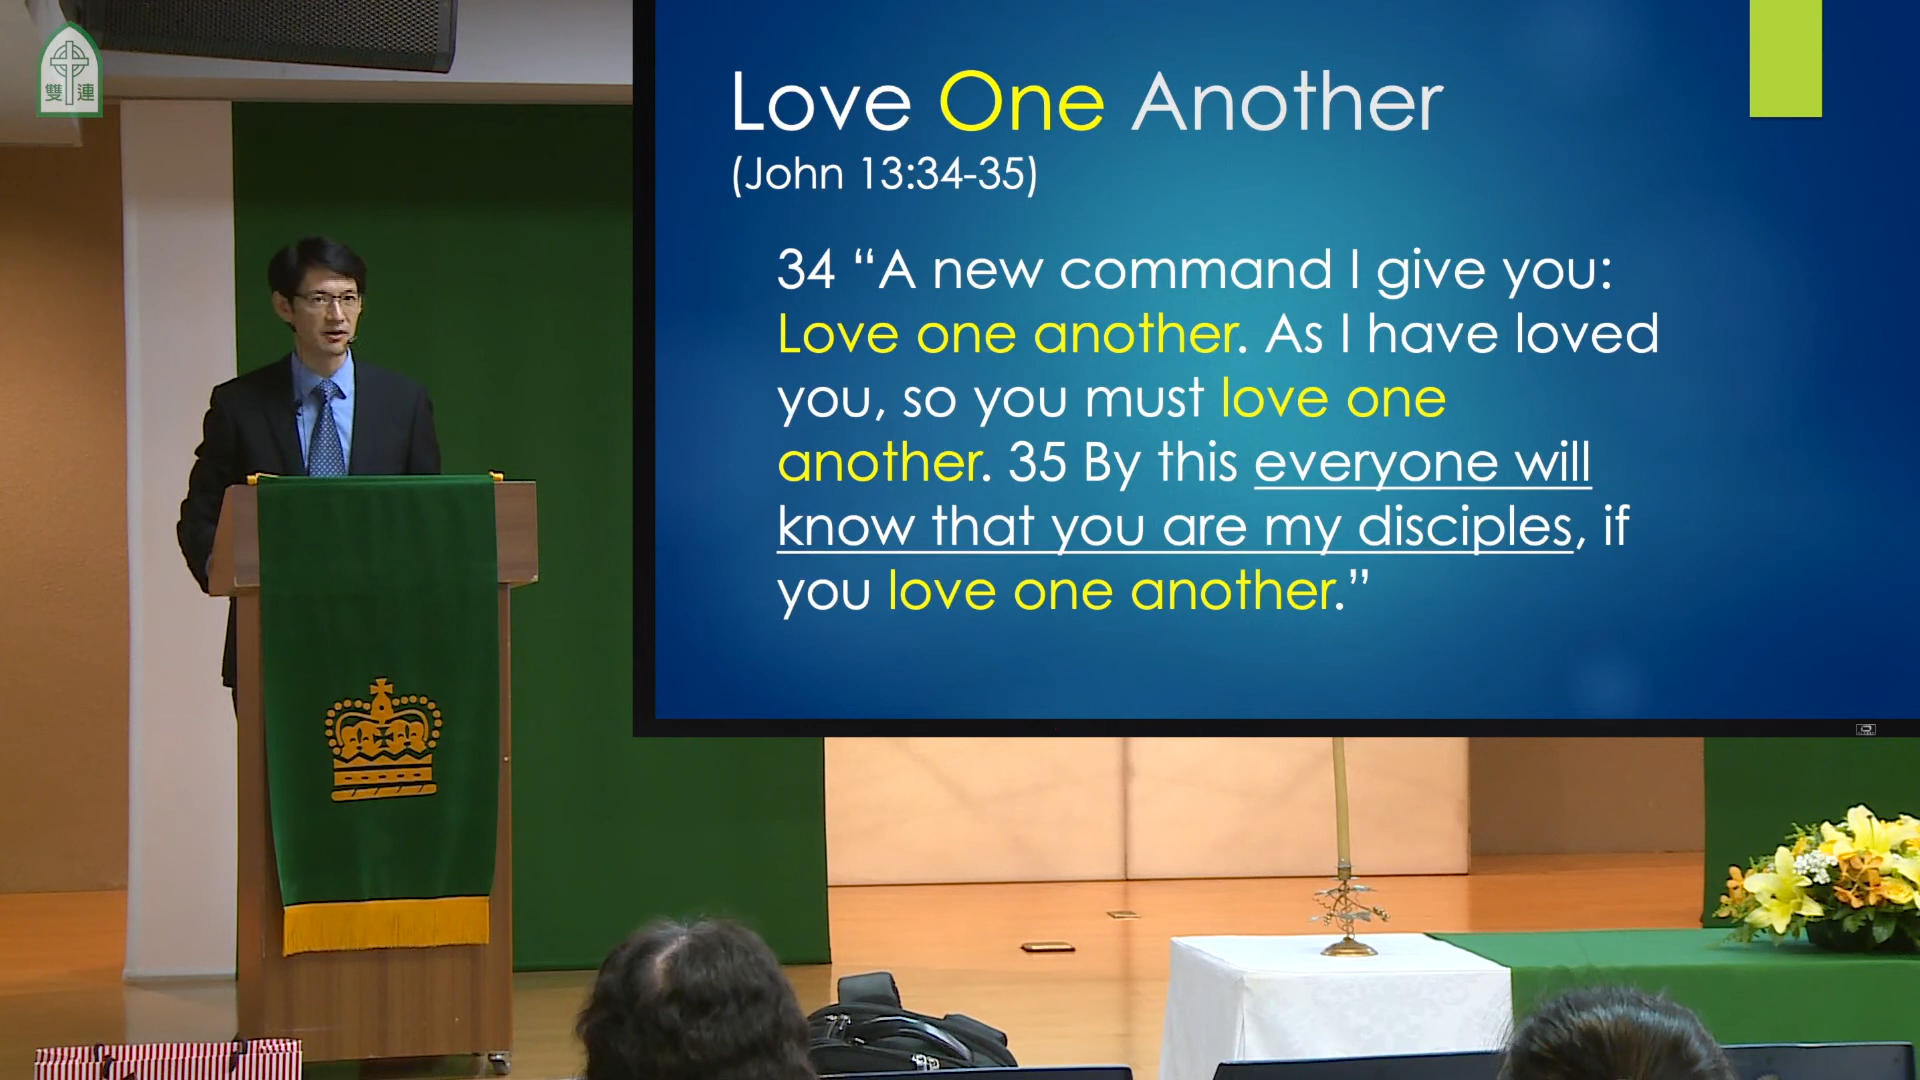 雙連
Love One Another
(John 13:34-35)
34 “A new command I give you:
Love one another. As I have loved
you, so you must love one
another. 35 By this everyone will
know that you are my disciples, if
you love one another.”